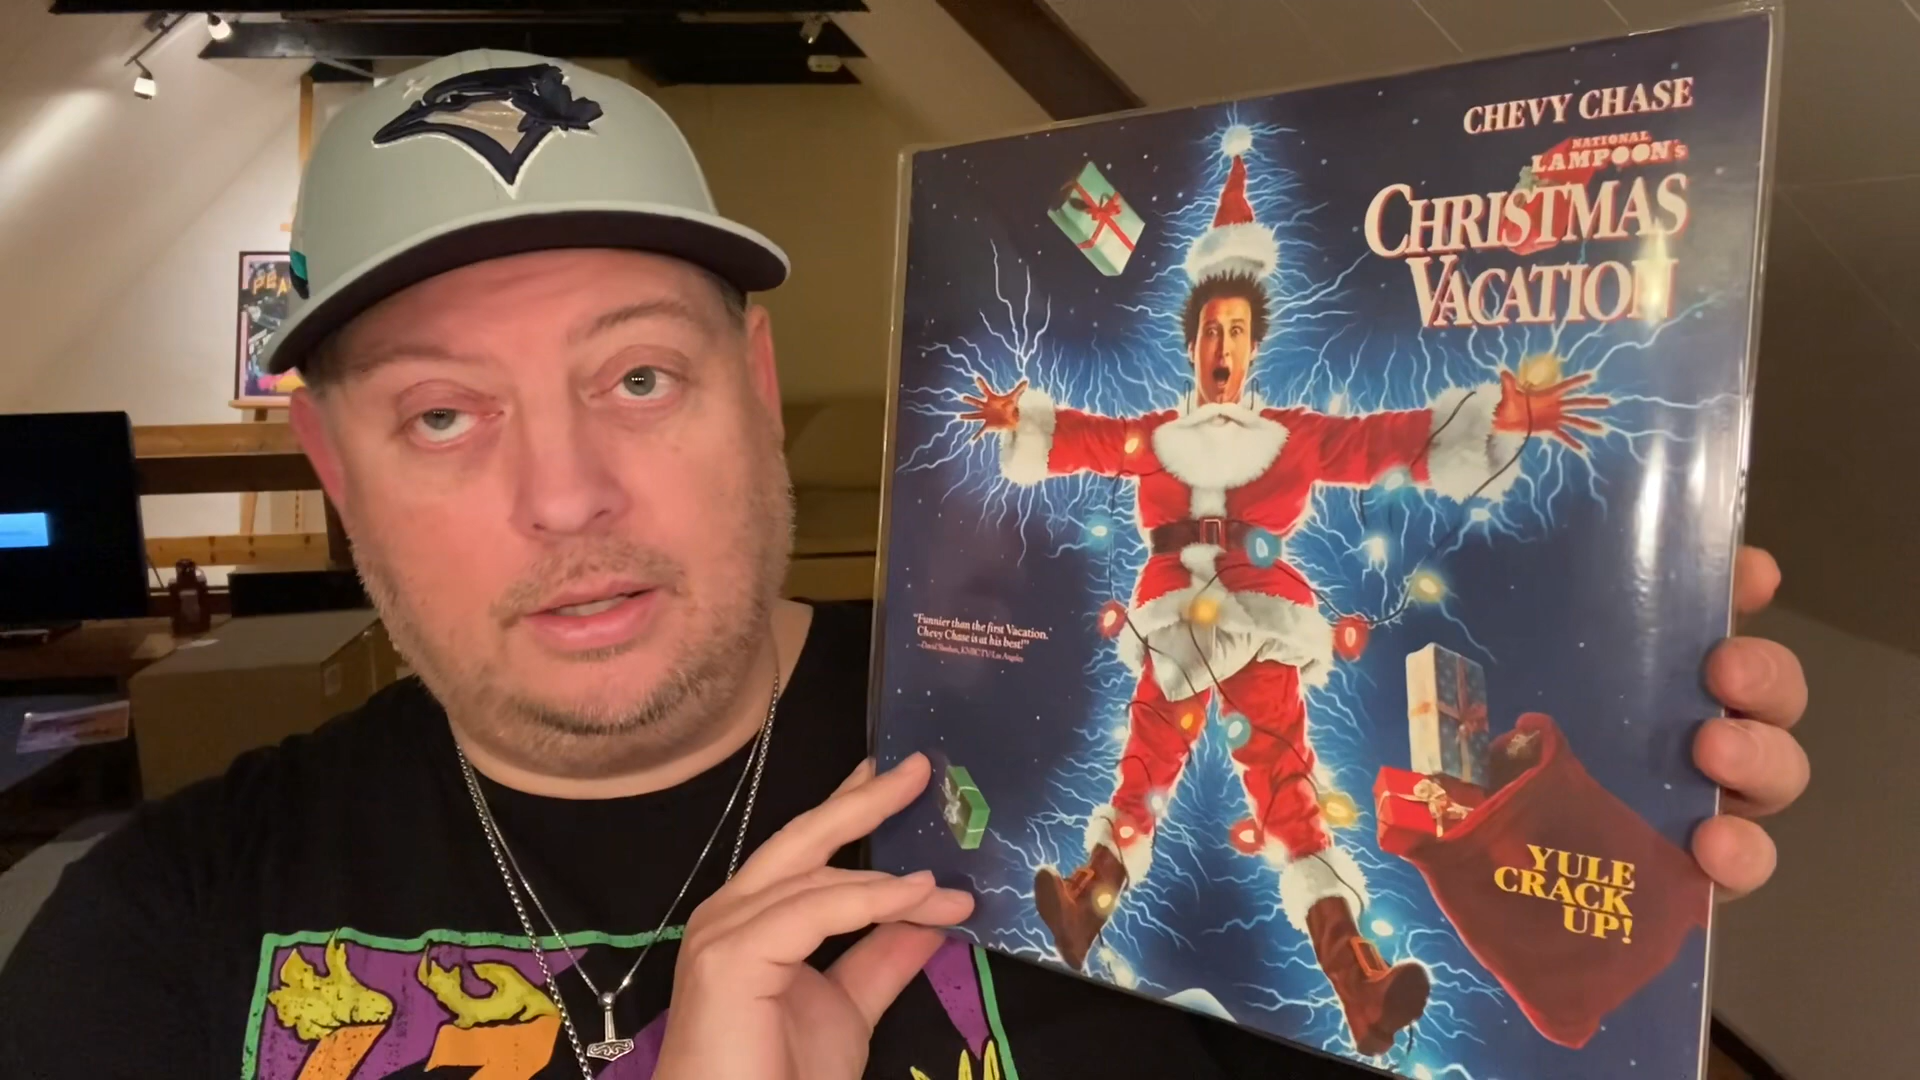 CHEVY CHASE
NATIONAL
LAMPOON's
CHRISTMAS
VACATION
"Funnier than the first Vacation.
Chevy Chase is at his best!"
YULE
CRACK
UP!
PEA